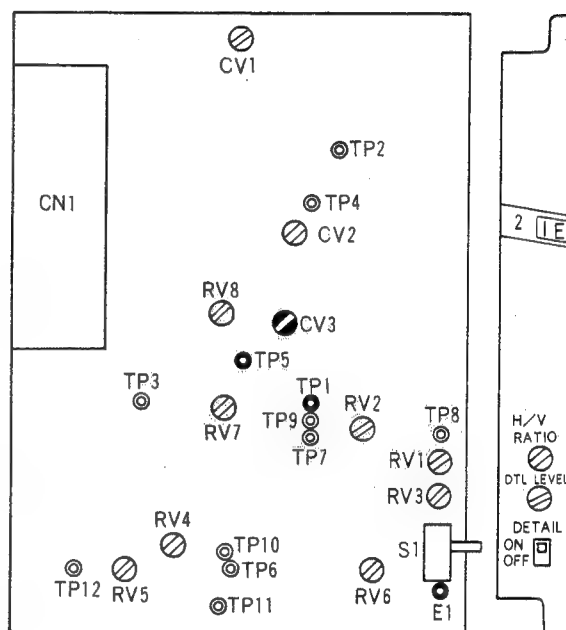 CV1
TP2
CN1
TP4
CV2
2 IE
RV8
CV3
TP5
TP3
TP1
TP9
RV7
TP7
RV2
TP8
H/V
RATIO
RV1
DTL LEVEL
RV3
RV4
DETAIL
TP10
S1
ON
OFF
TP12
RV5
TP6
RV6
TP11
E1